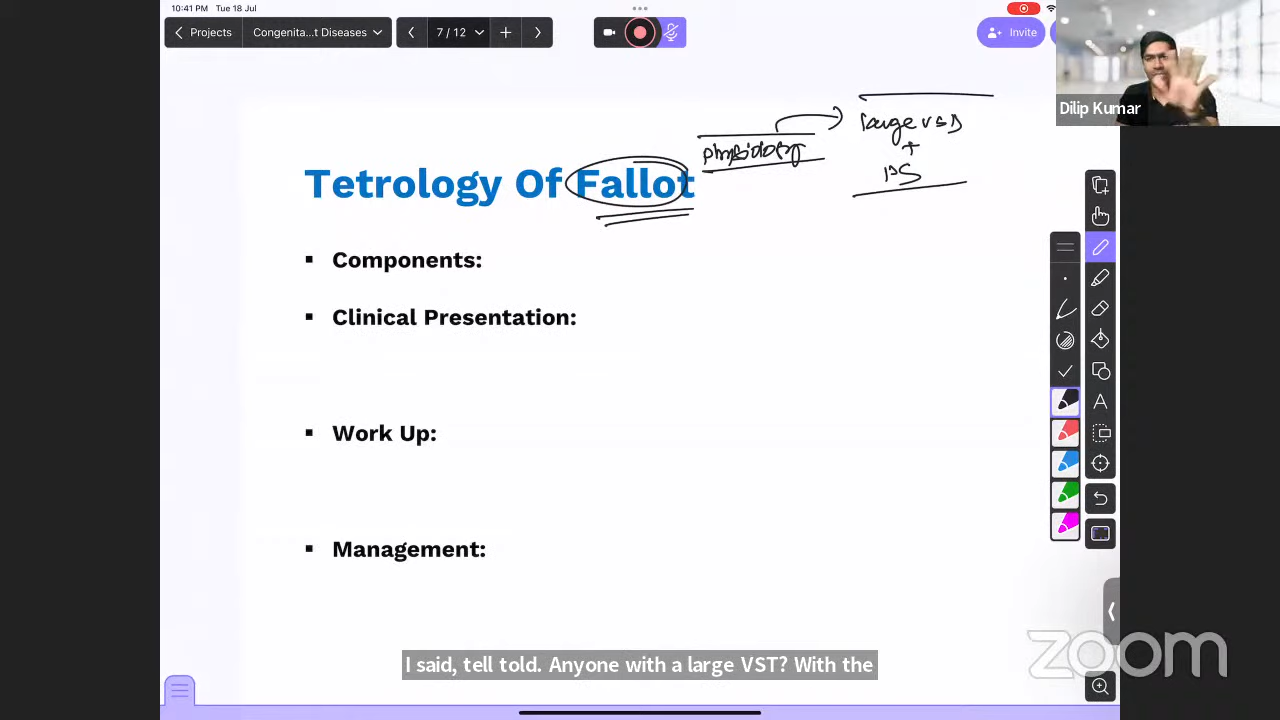 10:41 PM Tue 18 Jul
Projects
Congenita...t Diseases
7 / 12
Invite
Dilip Kumar
large VSD
+
PS
physiology
Tetrology Of Fallot
▪ Components:
▪ Clinical Presentation:
▪ Work Up:
▪ Management:
A
I said, tell told. Anyone with a large VST? With the
zoom